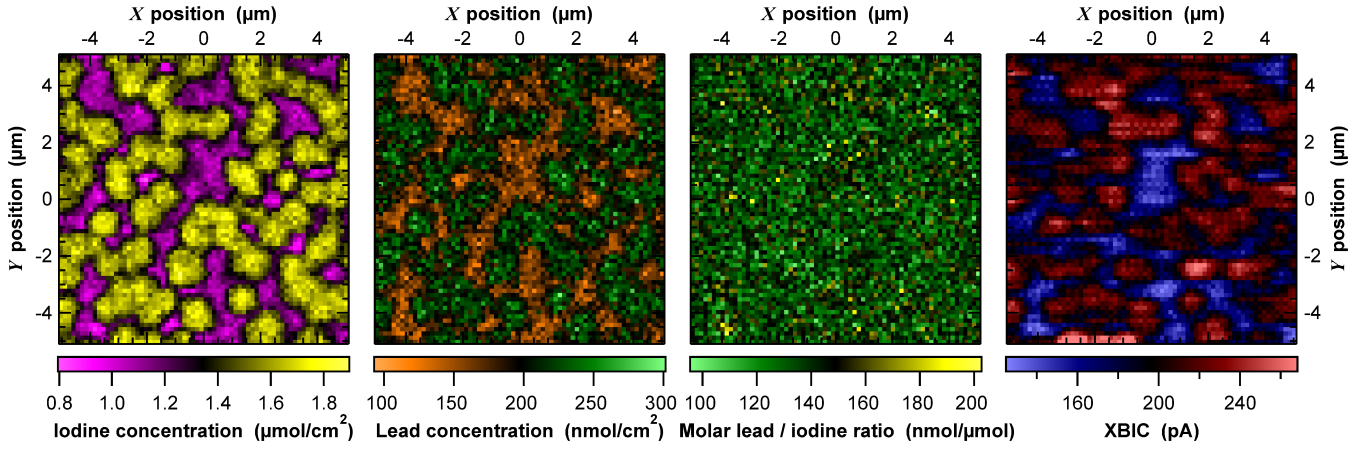 X position (µm) X position (µm) X position (µm) X position (µm)
-4 -2 0 2 4 -4 -2 0 2 4 -4 -2 0 2 4 -4 -2 0 2 4
Y position (µm)
4
2
0
-2
-4
4
2
0
-2
-4
Y position (µm)
0.8 1.0 1.2 1.4 1.6 1.8 100 150 200 250 300 100 120 140 160 180 200 160 200 240
Iodine concentration (µmol/cm²) Lead concentration (nmol/cm²) Molar lead / iodine ratio (nmol/µmol) XBIC (pA)